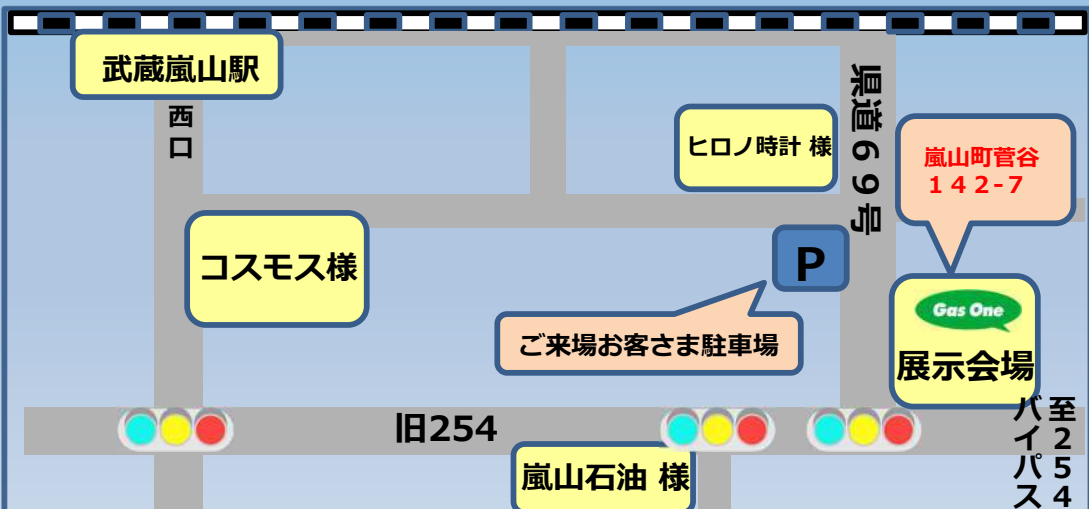 武蔵嵐山駅
西口
ヒロノ時計 様
県道69号
嵐山町菅谷
142-7
コスモス様
P
Gas One
展示会場
ご来場お客さま駐車場
旧254
嵐山石油 様
至254
バイパス